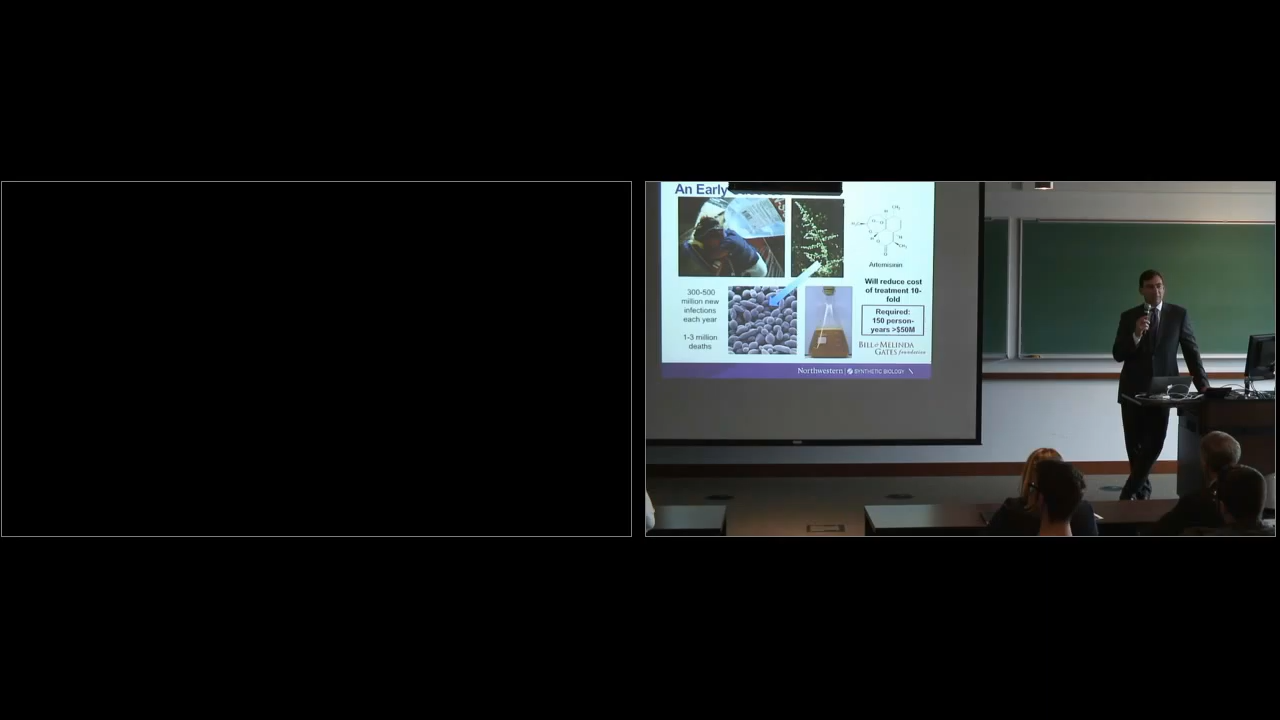 An Early
Artemisinin
300-500
million new
infections
each year
1-3 million
deaths
Will reduce cost
of treatment 10-
fold
Required:
150 person-
years >$50M
BILL & MELINDA
GATES foundation
Northwestern | SYNTHETIC BIOLOGY